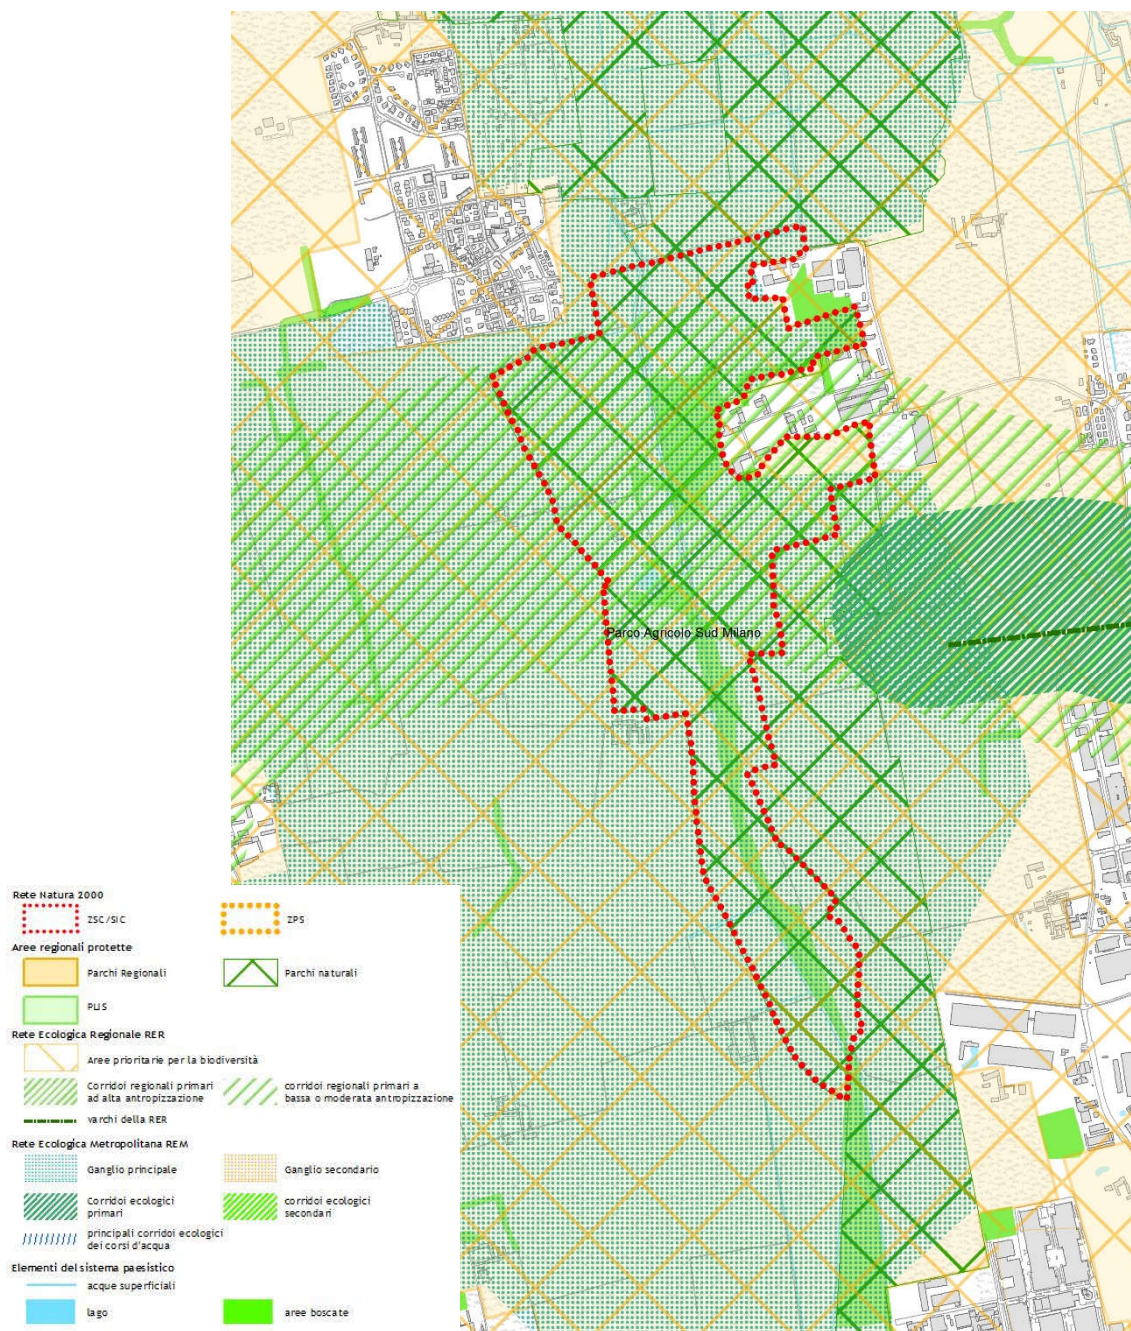 Parco Agricolo Sud Milano
Rete Natura 2000
ZSC/SIC
ZPS
Aree regionali protette
Parchi Regionali
Parchi naturali
PLIS
Rete Ecologica Regionale RER
Aree prioritarie per la biodiversità
Corridoi regionali primari
ad alta antropizzazione
corridoi regionali primari a
bassa o moderata antropizzazione
varchi della RER
Rete Ecologica Metropolitana REM
Ganglio principale
Ganglio secondario
Corridoi ecologici
primari
corridoi ecologici
secondari
principali corridoi ecologici
dei corsi d'acqua
Elementi del sistema paesistico
acque superficiali
lago
aree boscate